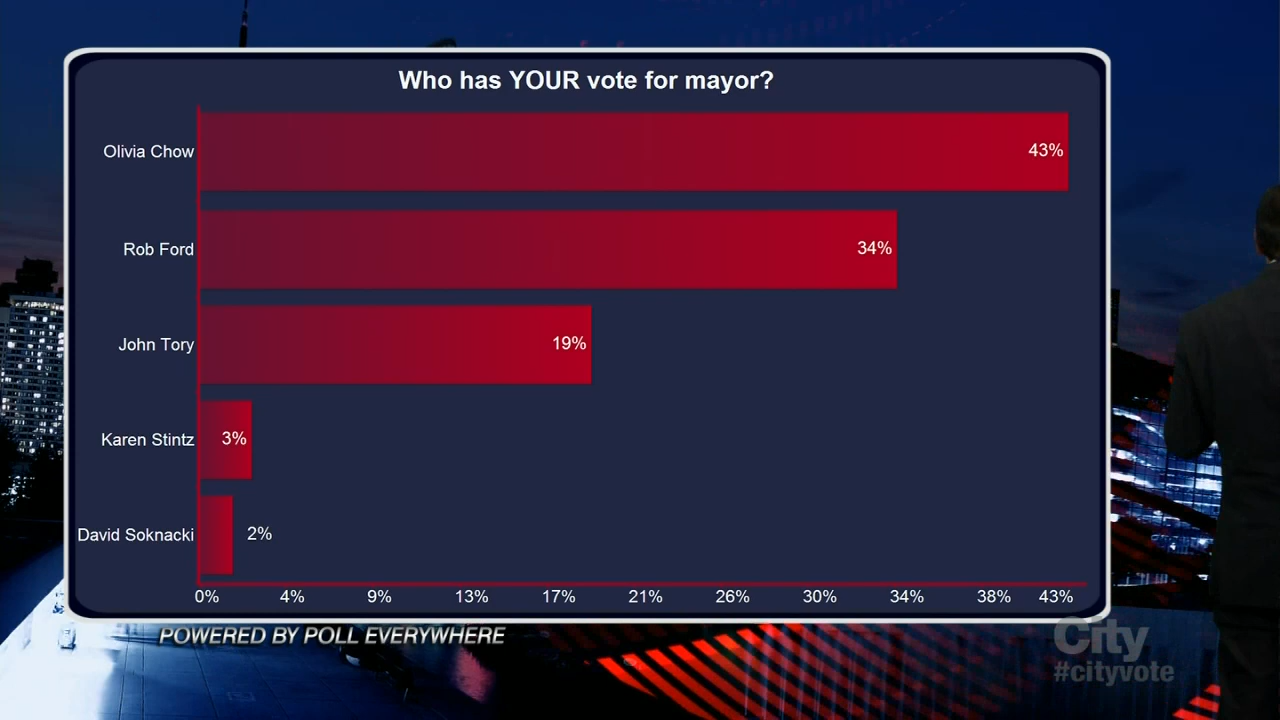 Who has YOUR vote for mayor?
Olivia Chow 43%
Rob Ford 34%
John Tory 19%
Karen Stintz 3%
David Soknacki 2%
0% 4% 9% 13% 17% 21% 26% 30% 34% 38% 43%
POWERED BY POLL EVERYWHERE
City
#cityvote